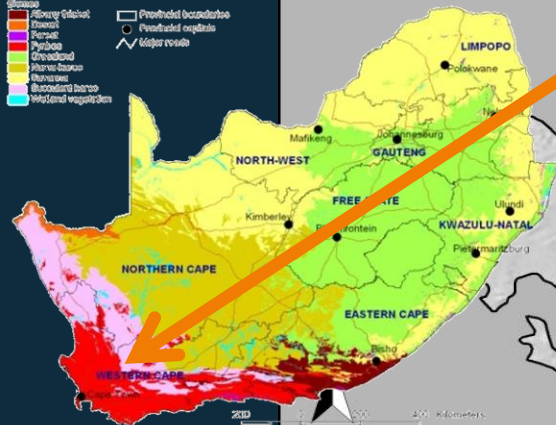 Biomes
Albany thicket
Desert
Forest
Fynbos
Grassland
Nama-karoo
Savanna
Succulent karoo
Wetland vegetation
Provincial boundaries
Provincial capitals
Major roads
LIMPOPO
Polokwane
Mafikeng
Johannesburg
GAUTENG
NORTH-WEST
FREE STATE
Ulundi
Kimberley
KWAZULU-NATAL
Pietermaritzburg
NORTHERN CAPE
EASTERN CAPE
Bisho
WESTERN CAPE
Cape Town
200 0 200 400 Kilometers